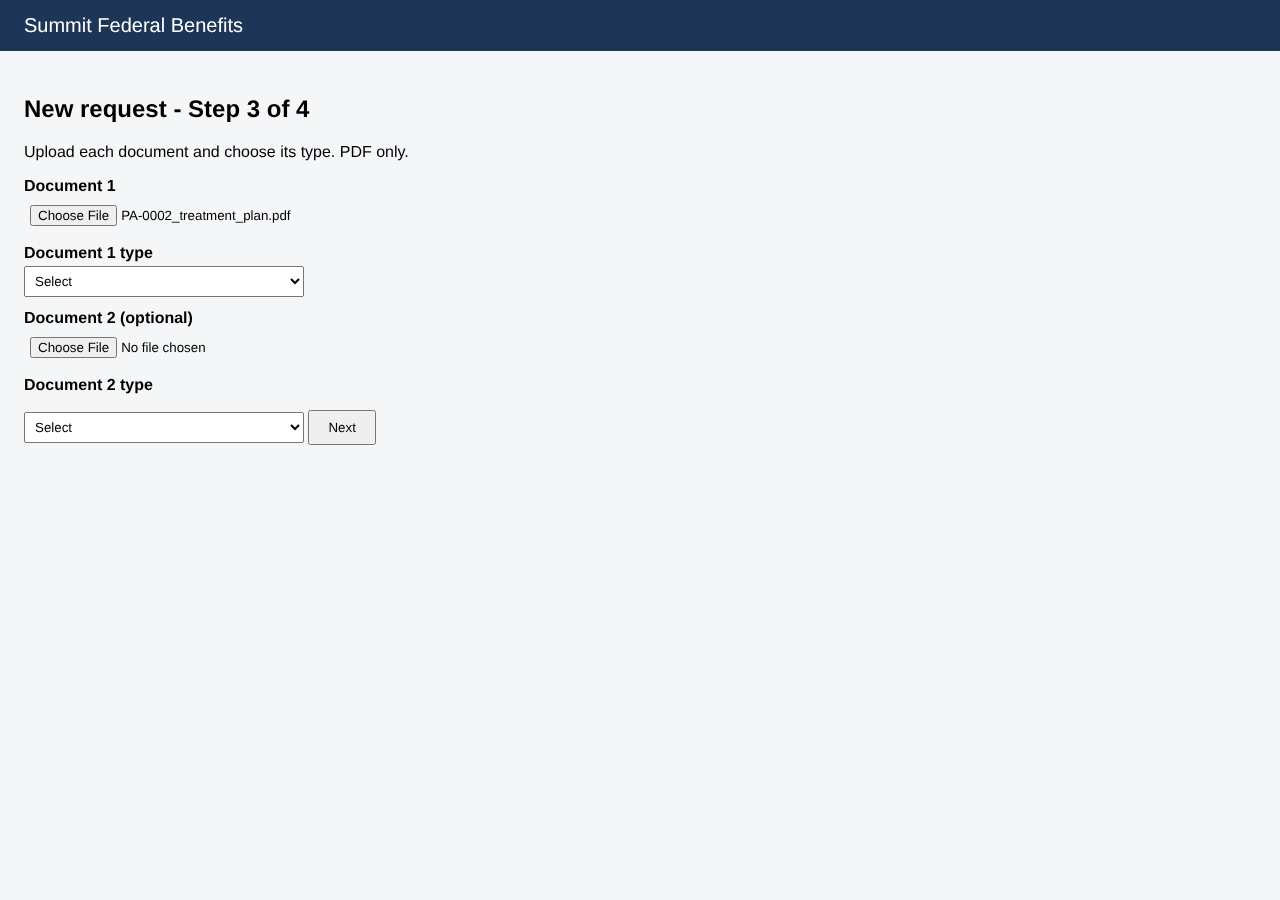 Summit Federal Benefits
New request - Step 3 of 4
Upload each document and choose its type. PDF only.
Document 1
Choose File PA-0002_treatment_plan.pdf
Document 1 type
Select
Document 2 (optional)
Choose File No file chosen
Document 2 type
Select Next